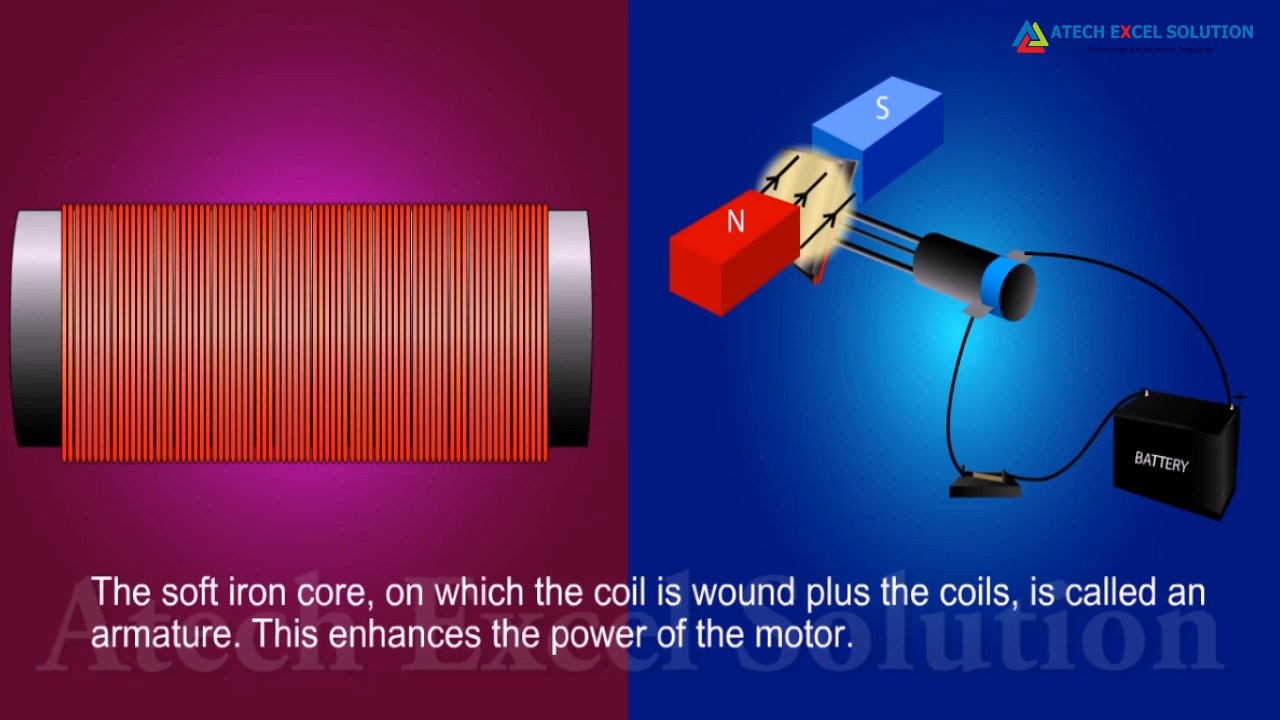 ATECH EXCEL SOLUTION
Achieving Excellence Together
S
N
+
BATTERY
The soft iron core, on which the coil is wound plus the coils, is called an
armature. This enhances the power of the motor.
Atech Excel Solution